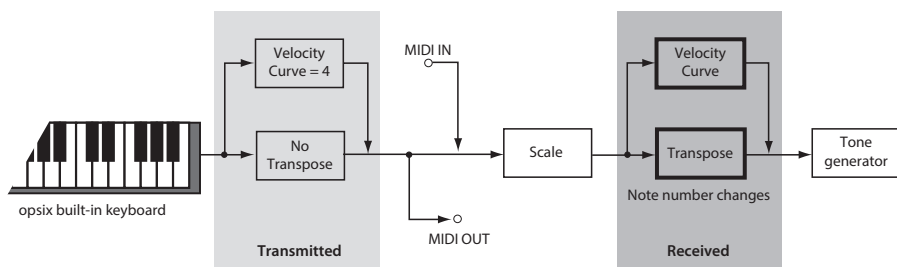 Velocity
Curve = 4
No
Transpose
opsix built-in keyboard
Transmitted
MIDI IN
MIDI OUT
Scale
Velocity
Curve
Transpose
Note number changes
Received
Tone
generator